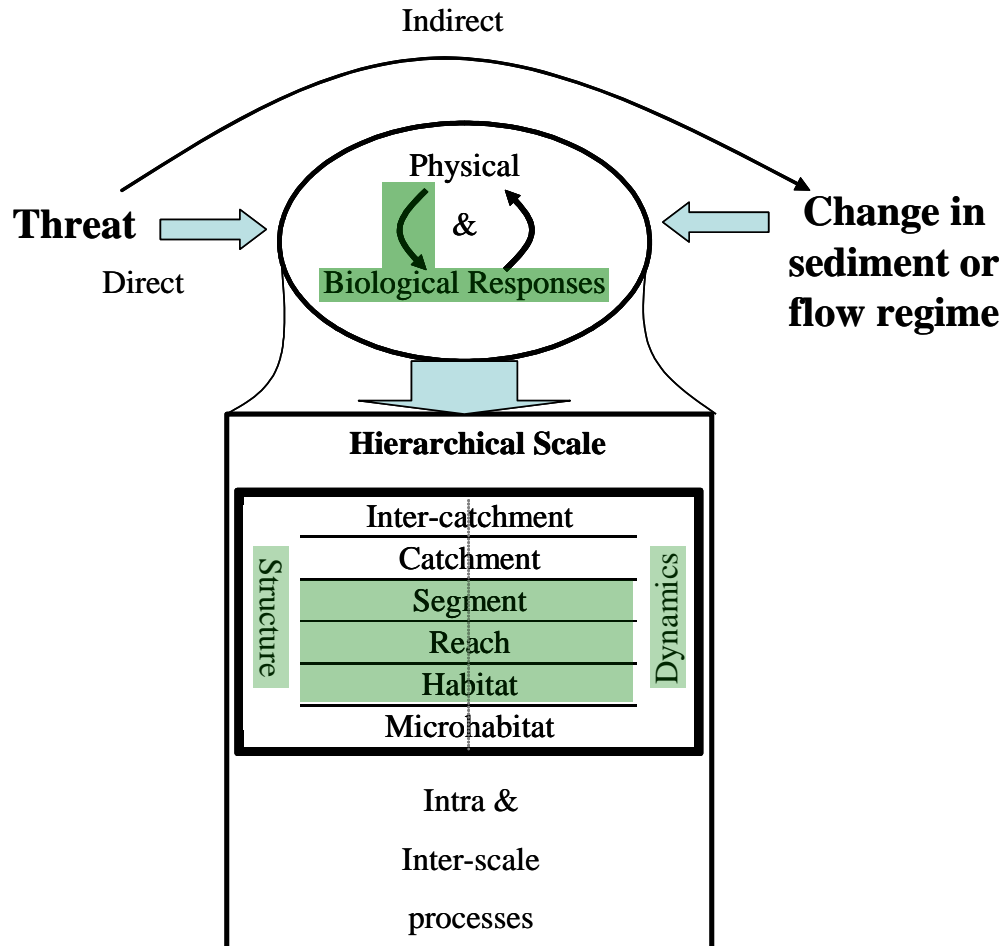 Indirect
Physical
&
Biological Responses
Threat
Direct
Change in
sediment or
flow regime
Hierarchical Scale
Structure
Inter-catchment
Catchment
Segment
Reach
Habitat
Microhabitat
Dynamics
Intra &
Inter-scale
processes